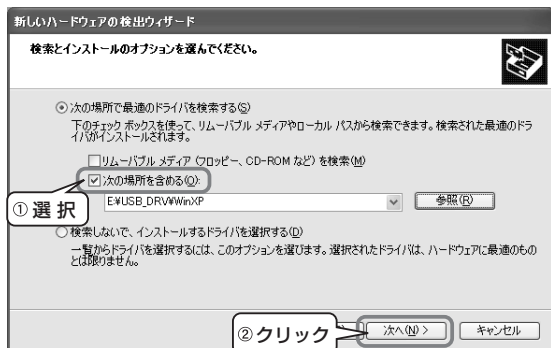 新しいハードウェアの検出ウィザード
検索とインストールのオプションを選んでください。
次の場所で最適のドライバを検索する(S)
下のチェック ボックスを使って、リムーバブル メディアやローカル パスから検索できます。検索された最適のドラ
イバがインストールされます。
リムーバブル メディア (フロッピー、CD-ROM など) を検索(M)
次の場所を含める(O):
①選択
E:¥USB_DRV¥WinXP
参照(R)
検索しないで、インストールするドライバを選択する(D)
一覧からドライバを選択するには、このオプションを選びます。選択されたドライバは、ハードウェアに最適のもの
とは限りません。
②クリック
次へ(N) >
キャンセル